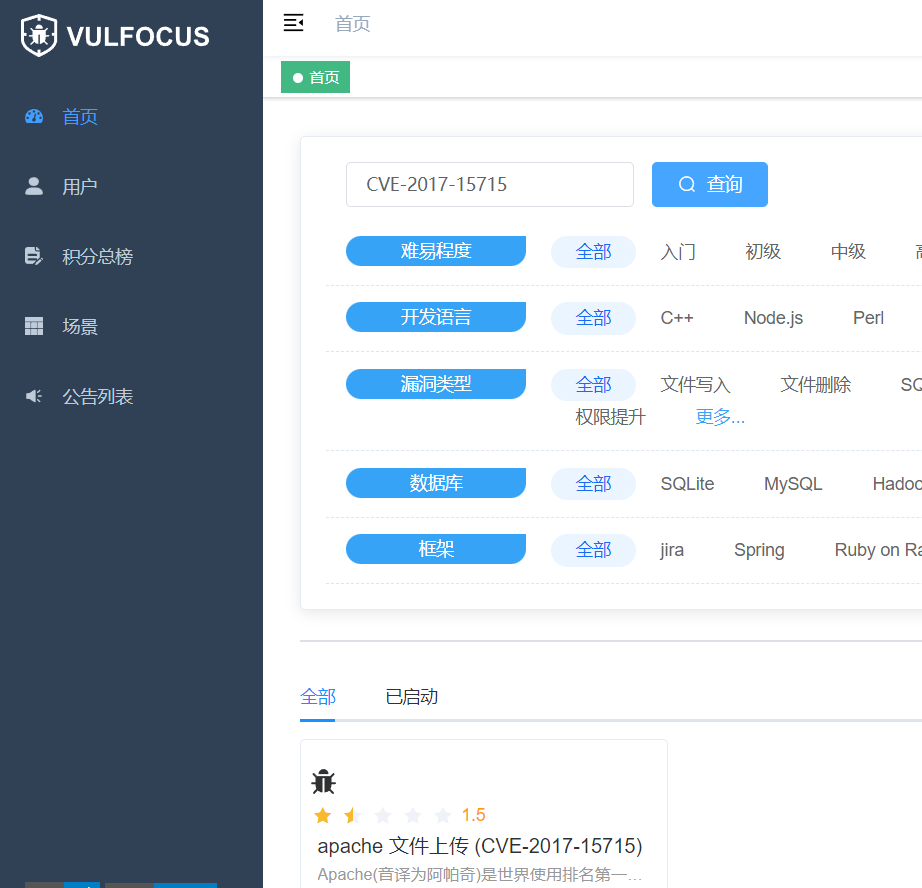 VULFOCUS
首页
用户
积分总榜
场景
公告列表
首页
首页
CVE-2017-15715 查询
难易程度 全部 入门 初级 中级
开发语言 全部 C++ Node.js Perl
漏洞类型 全部 文件写入 文件删除
权限提升 更多...
数据库 全部 SQLite MySQL
框架 全部 jira Spring Ruby on
全部 已启动
1.5
apache 文件上传 (CVE-2017-15715)
Apache(音译为阿帕奇)是世界使用排名第一...